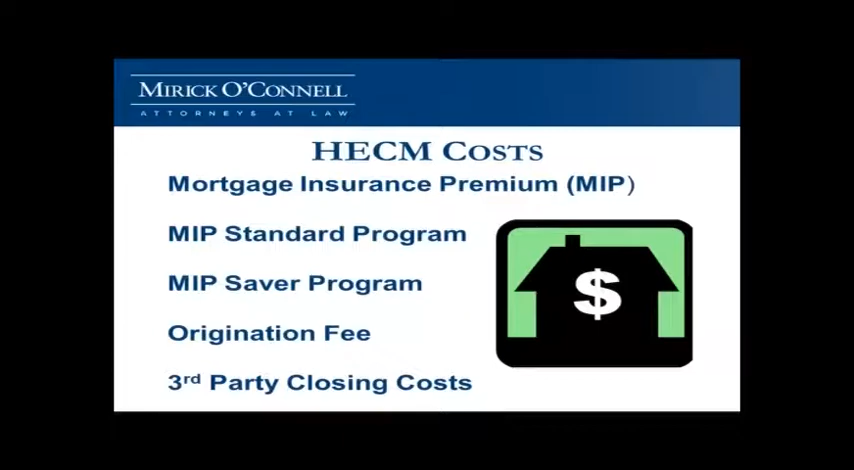 MIRICK O'CONNELL
ATTORNEYS AT LAW
HECM COSTS
Mortgage Insurance Premium (MIP)
MIP Standard Program
MIP Saver Program
$
Origination Fee
3rd Party Closing Costs